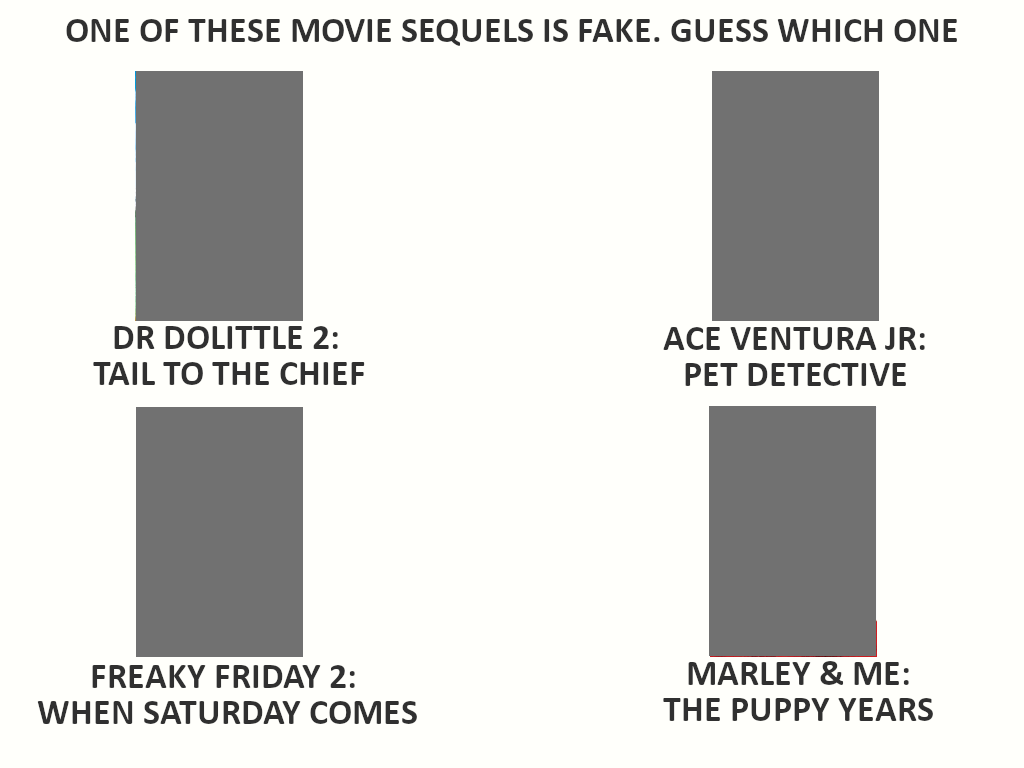 ONE OF THESE MOVIE SEQUELS IS FAKE. GUESS WHICH ONE
DR DOLITTLE 2:
TAIL TO THE CHIEF
ACE VENTURA JR:
PET DETECTIVE
FREAKY FRIDAY 2:
WHEN SATURDAY COMES
MARLEY & ME:
THE PUPPY YEARS